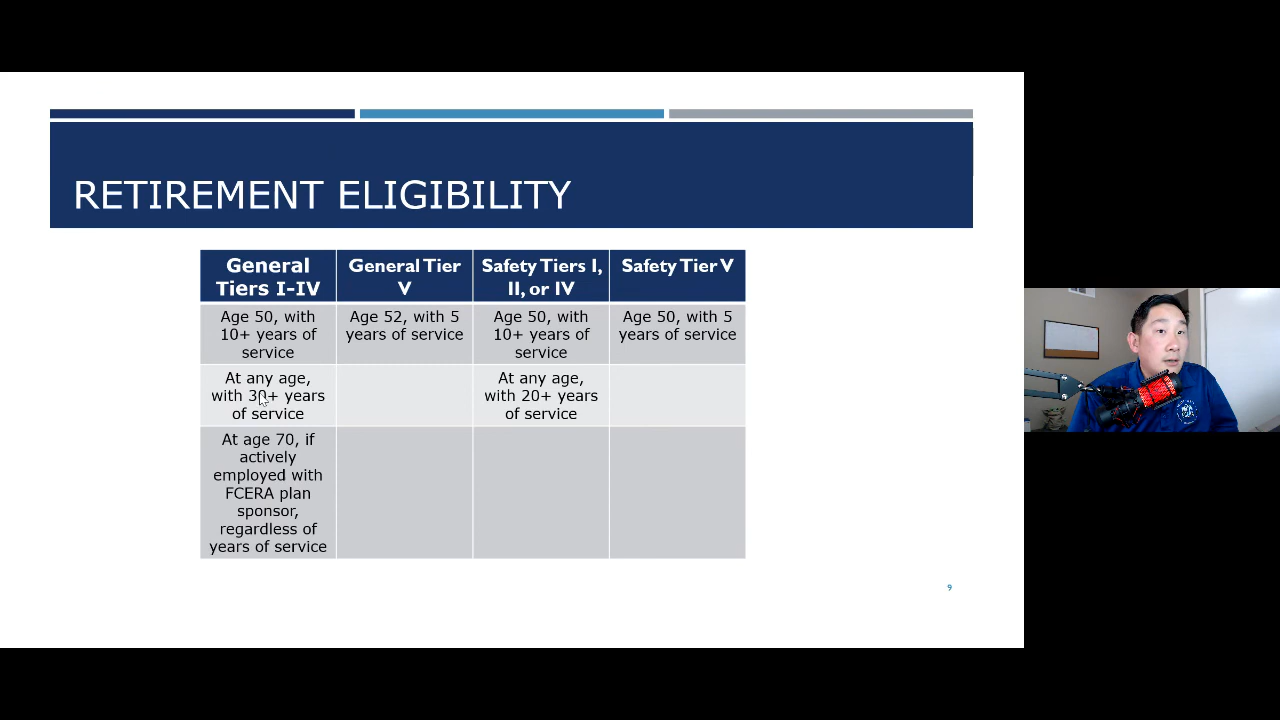 RETIREMENT ELIGIBILITY
General
Tiers I-IV
General Tier
V
Safety Tiers I,
II, or IV
Safety Tier V
Age 50, with
10+ years of
service
Age 52, with 5
years of service
Age 50, with
10+ years of
service
Age 50, with 5
years of service
At any age,
with 30+ years
of service
At any age,
with 20+ years
of service
At age 70, if
actively
employed with
FCERA plan
sponsor,
regardless of
years of service
9